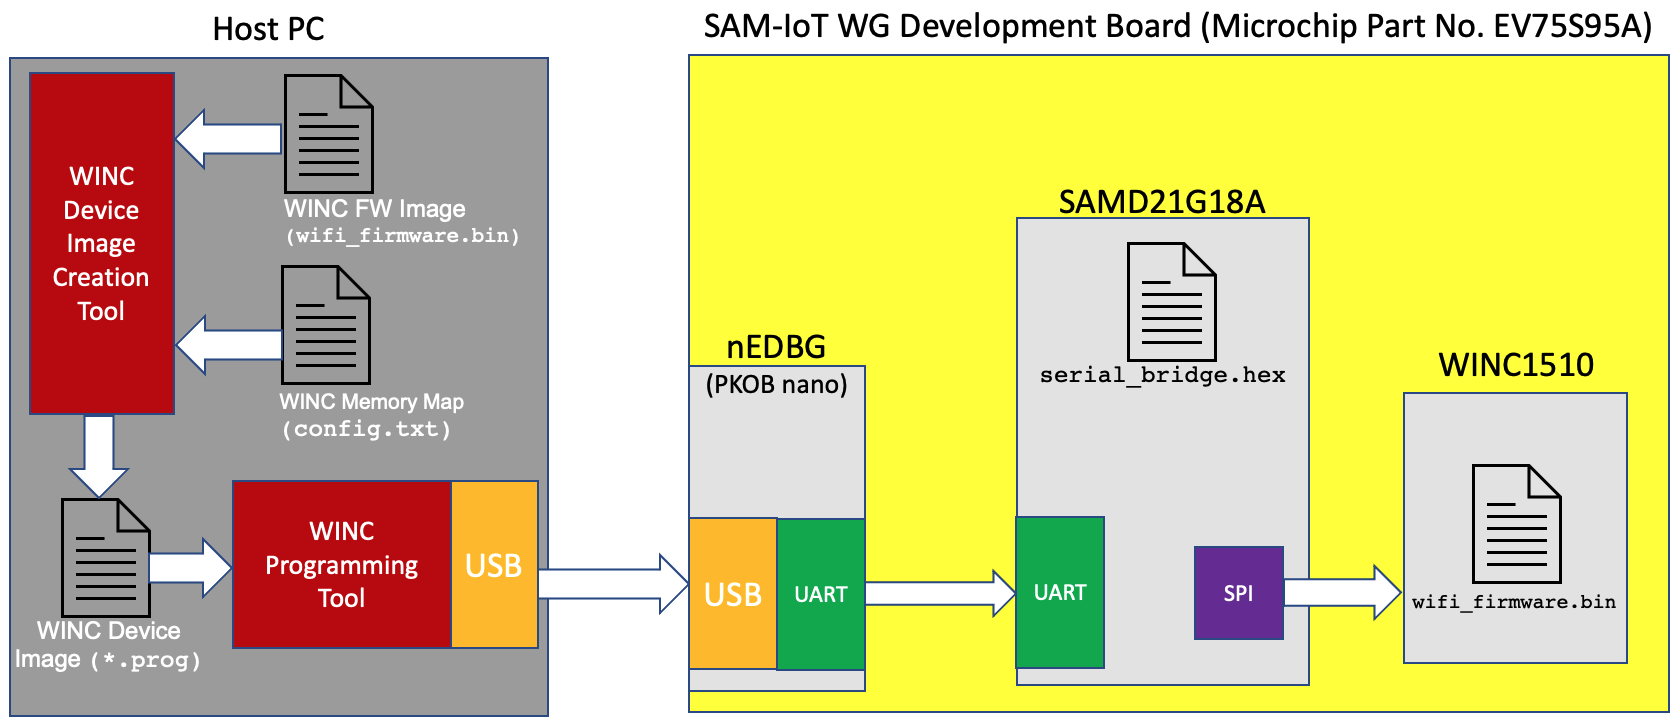 Host PC
WINC
Device
Image
Creation
Tool
WINC FW Image
(wifi_firmware.bin)
WINC Memory Map
(config.txt)
WINC Device
Image (*.prog)
WINC
Programming
Tool
USB
SAM-IoT WG Development Board (Microchip Part No. EV75S95A)
nEDBG
(PKOB nano)
USB
UART
SAMD21G18A
serial_bridge.hex
UART
SPI
WINC1510
wifi_firmware.bin